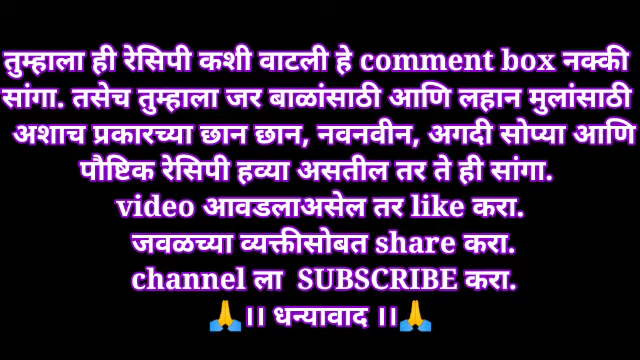 तुम्हाला ही रेसिपी कशी वाटली हे comment box नक्की
सांगा. तसेच तुम्हाला जर बाळांसाठी आणि लहान मुलांसाठी
अशाच प्रकारच्या छान छान, नवनवीन, अगदी सोप्या आणि
पौष्टिक रेसिपी हव्या असतील तर ते ही सांगा.
video आवडलाअसेल तर like करा.
जवळच्या व्यक्तीसोबत share करा.
channel ला SUBSCRIBE करा.
🙏।। धन्यावाद ।।🙏